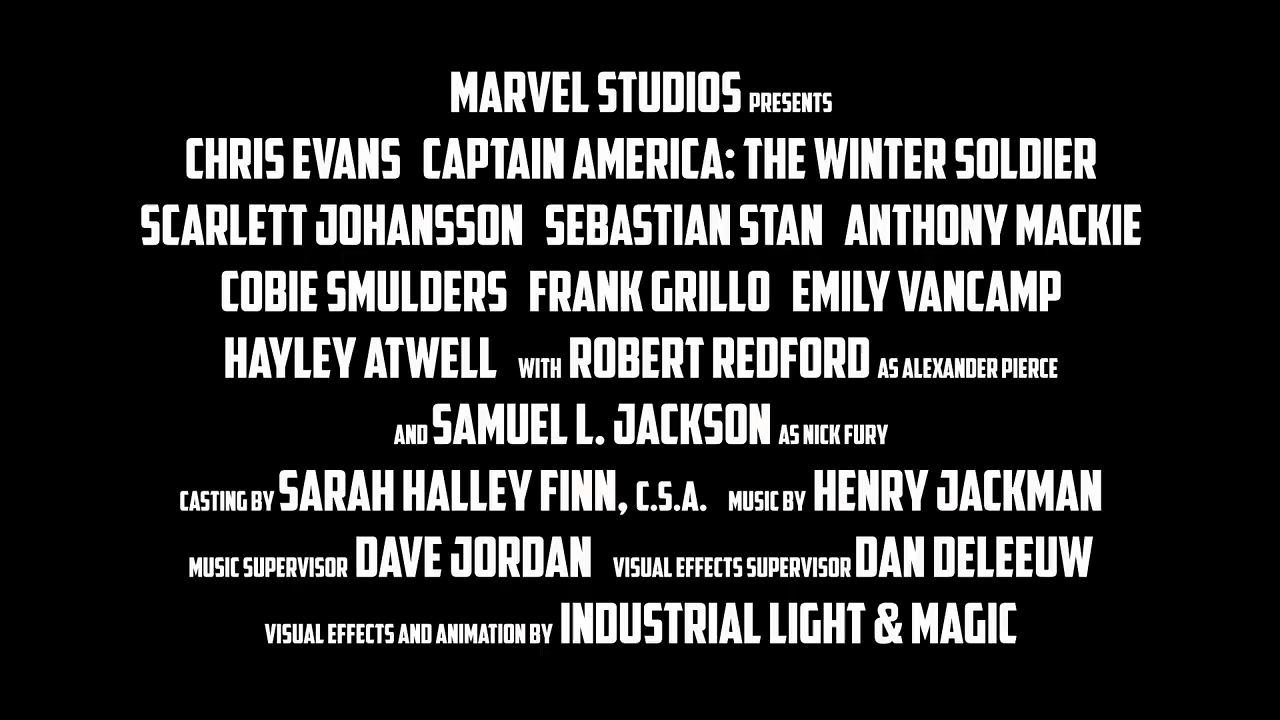 MARVEL STUDIOS PRESENTS
CHRIS EVANS CAPTAIN AMERICA: THE WINTER SOLDIER
SCARLETT JOHANSSON SEBASTIAN STAN ANTHONY MACKIE
COBIE SMULDERS FRANK GRILLO EMILY VANCAMP
HAYLEY ATWELL WITH ROBERT REDFORD AS ALEXANDER PIERCE
AND SAMUEL L. JACKSON AS NICK FURY
CASTING BY SARAH HALLEY FINN, C.S.A. MUSIC BY HENRY JACKMAN
MUSIC SUPERVISOR DAVE JORDAN VISUAL EFFECTS SUPERVISOR DAN DELEEUW
VISUAL EFFECTS AND ANIMATION BY INDUSTRIAL LIGHT & MAGIC